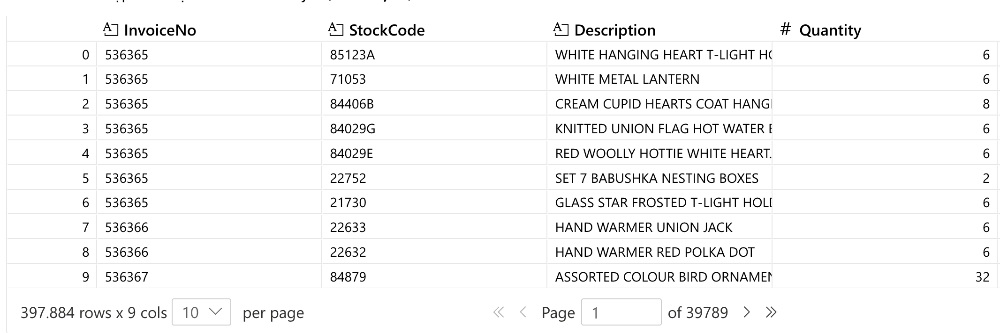 InvoiceNo StockCode Description # Quantity
0 536365 85123A WHITE HANGING HEART T-LIGHT 6
1 536365 71053 WHITE METAL LANTERN 6
2 536365 84406B CREAM CUPID HEARTS COAT 8
3 536365 84029G KNITTED UNION FLAG HOT WATER 6
4 536365 84029E RED WOOLLY HOTTIE WHITE HEART. 6
5 536365 22752 SET 7 BABUSHKA NESTING BOXES 2
6 536365 21730 GLASS STAR FROSTED T-LIGHT 6
7 536366 22633 HAND WARMER UNION JACK 6
8 536366 22632 HAND WARMER RED POLKA DOT 6
9 536367 84879 ASSORTED COLOUR BIRD 32
397.884 rows x 9 cols 10 per page Page 1 of 39789